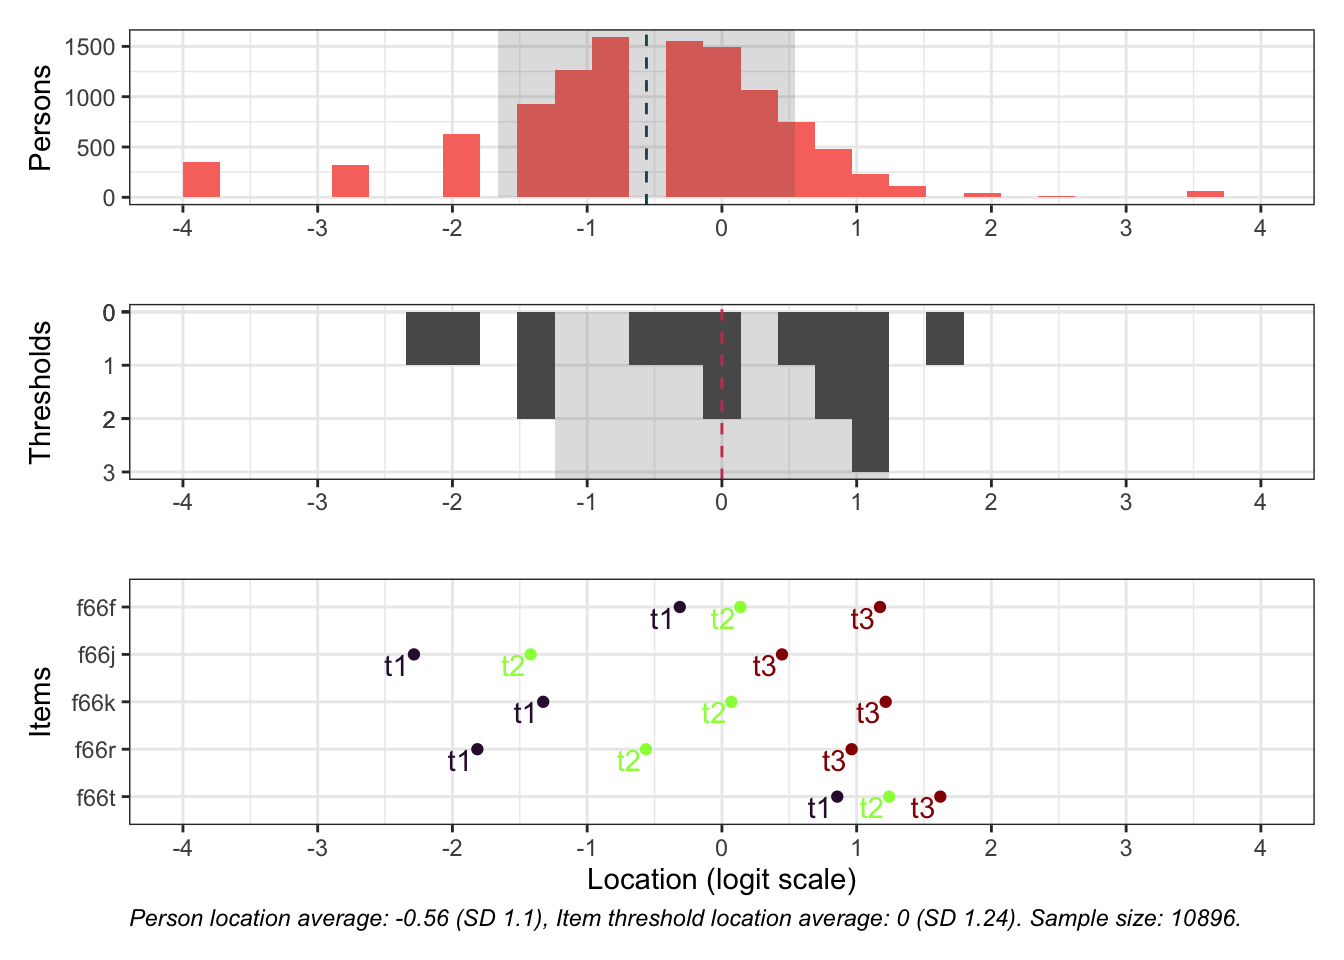 Persons
1500
1000
500
0
-4 -3 -2 -1 0 1 2 3 4
Thresholds
0
1
2
3
-4 -3 -2 -1 0 1 2 3 4
Items
f66f t1 t2 t3
f66j t1 t2 t3
f66k t1 t2 t3
f66r t1 t2 t3
f66t t1 t2 t3
-4 -3 -2 -1 0 1 2 3 4
Location (logit scale)
Person location average: -0.56 (SD 1.1), Item threshold location average: 0 (SD 1.24). Sample size: 10896.